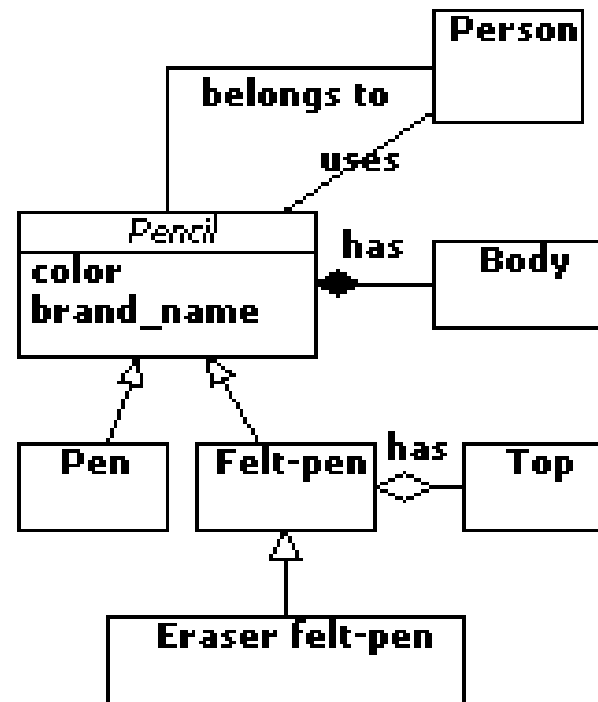 Person
belongs to
uses
Pencil
has
Body
color
brand_name
Pen
Felt-pen
has
Top
Eraser felt-pen